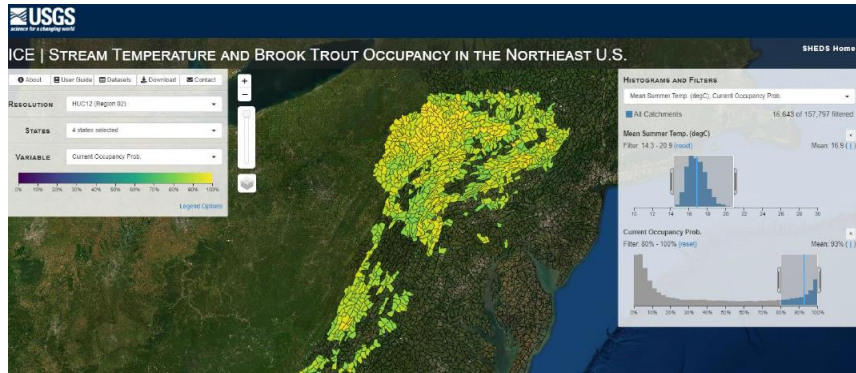 USGS
science for a changing world
ICE | STREAM TEMPERATURE AND BROOK TROUT OCCUPANCY IN THE NORTHEAST U.S.
SHEDS Home
About User Guide Datasets Download Contact
RESOLUTION HUC12 (Region 02)
STATES 4 states selected
VARIABLE Current Occupancy Prob.
0% 10% 20% 30% 40% 50% 60% 70% 80% 90% 100%
Legend Options
+
−
HISTOGRAMS AND FILTERS
Mean Summer Temp. (degC), Current Occupancy Prob.
All Catchments 16,643 of 157,797 filtered
Mean Summer Temp. (degC) ×
Filter: 14.3 - 20.9 (reset) Mean: 16.9 ( | )
10 12 14 16 18 20 22 24 26 28 30
Current Occupancy Prob. ×
Filter: 80% - 100% (reset) Mean: 93% ( | )
0% 10% 20% 30% 40% 50% 60% 70% 80% 90% 100%